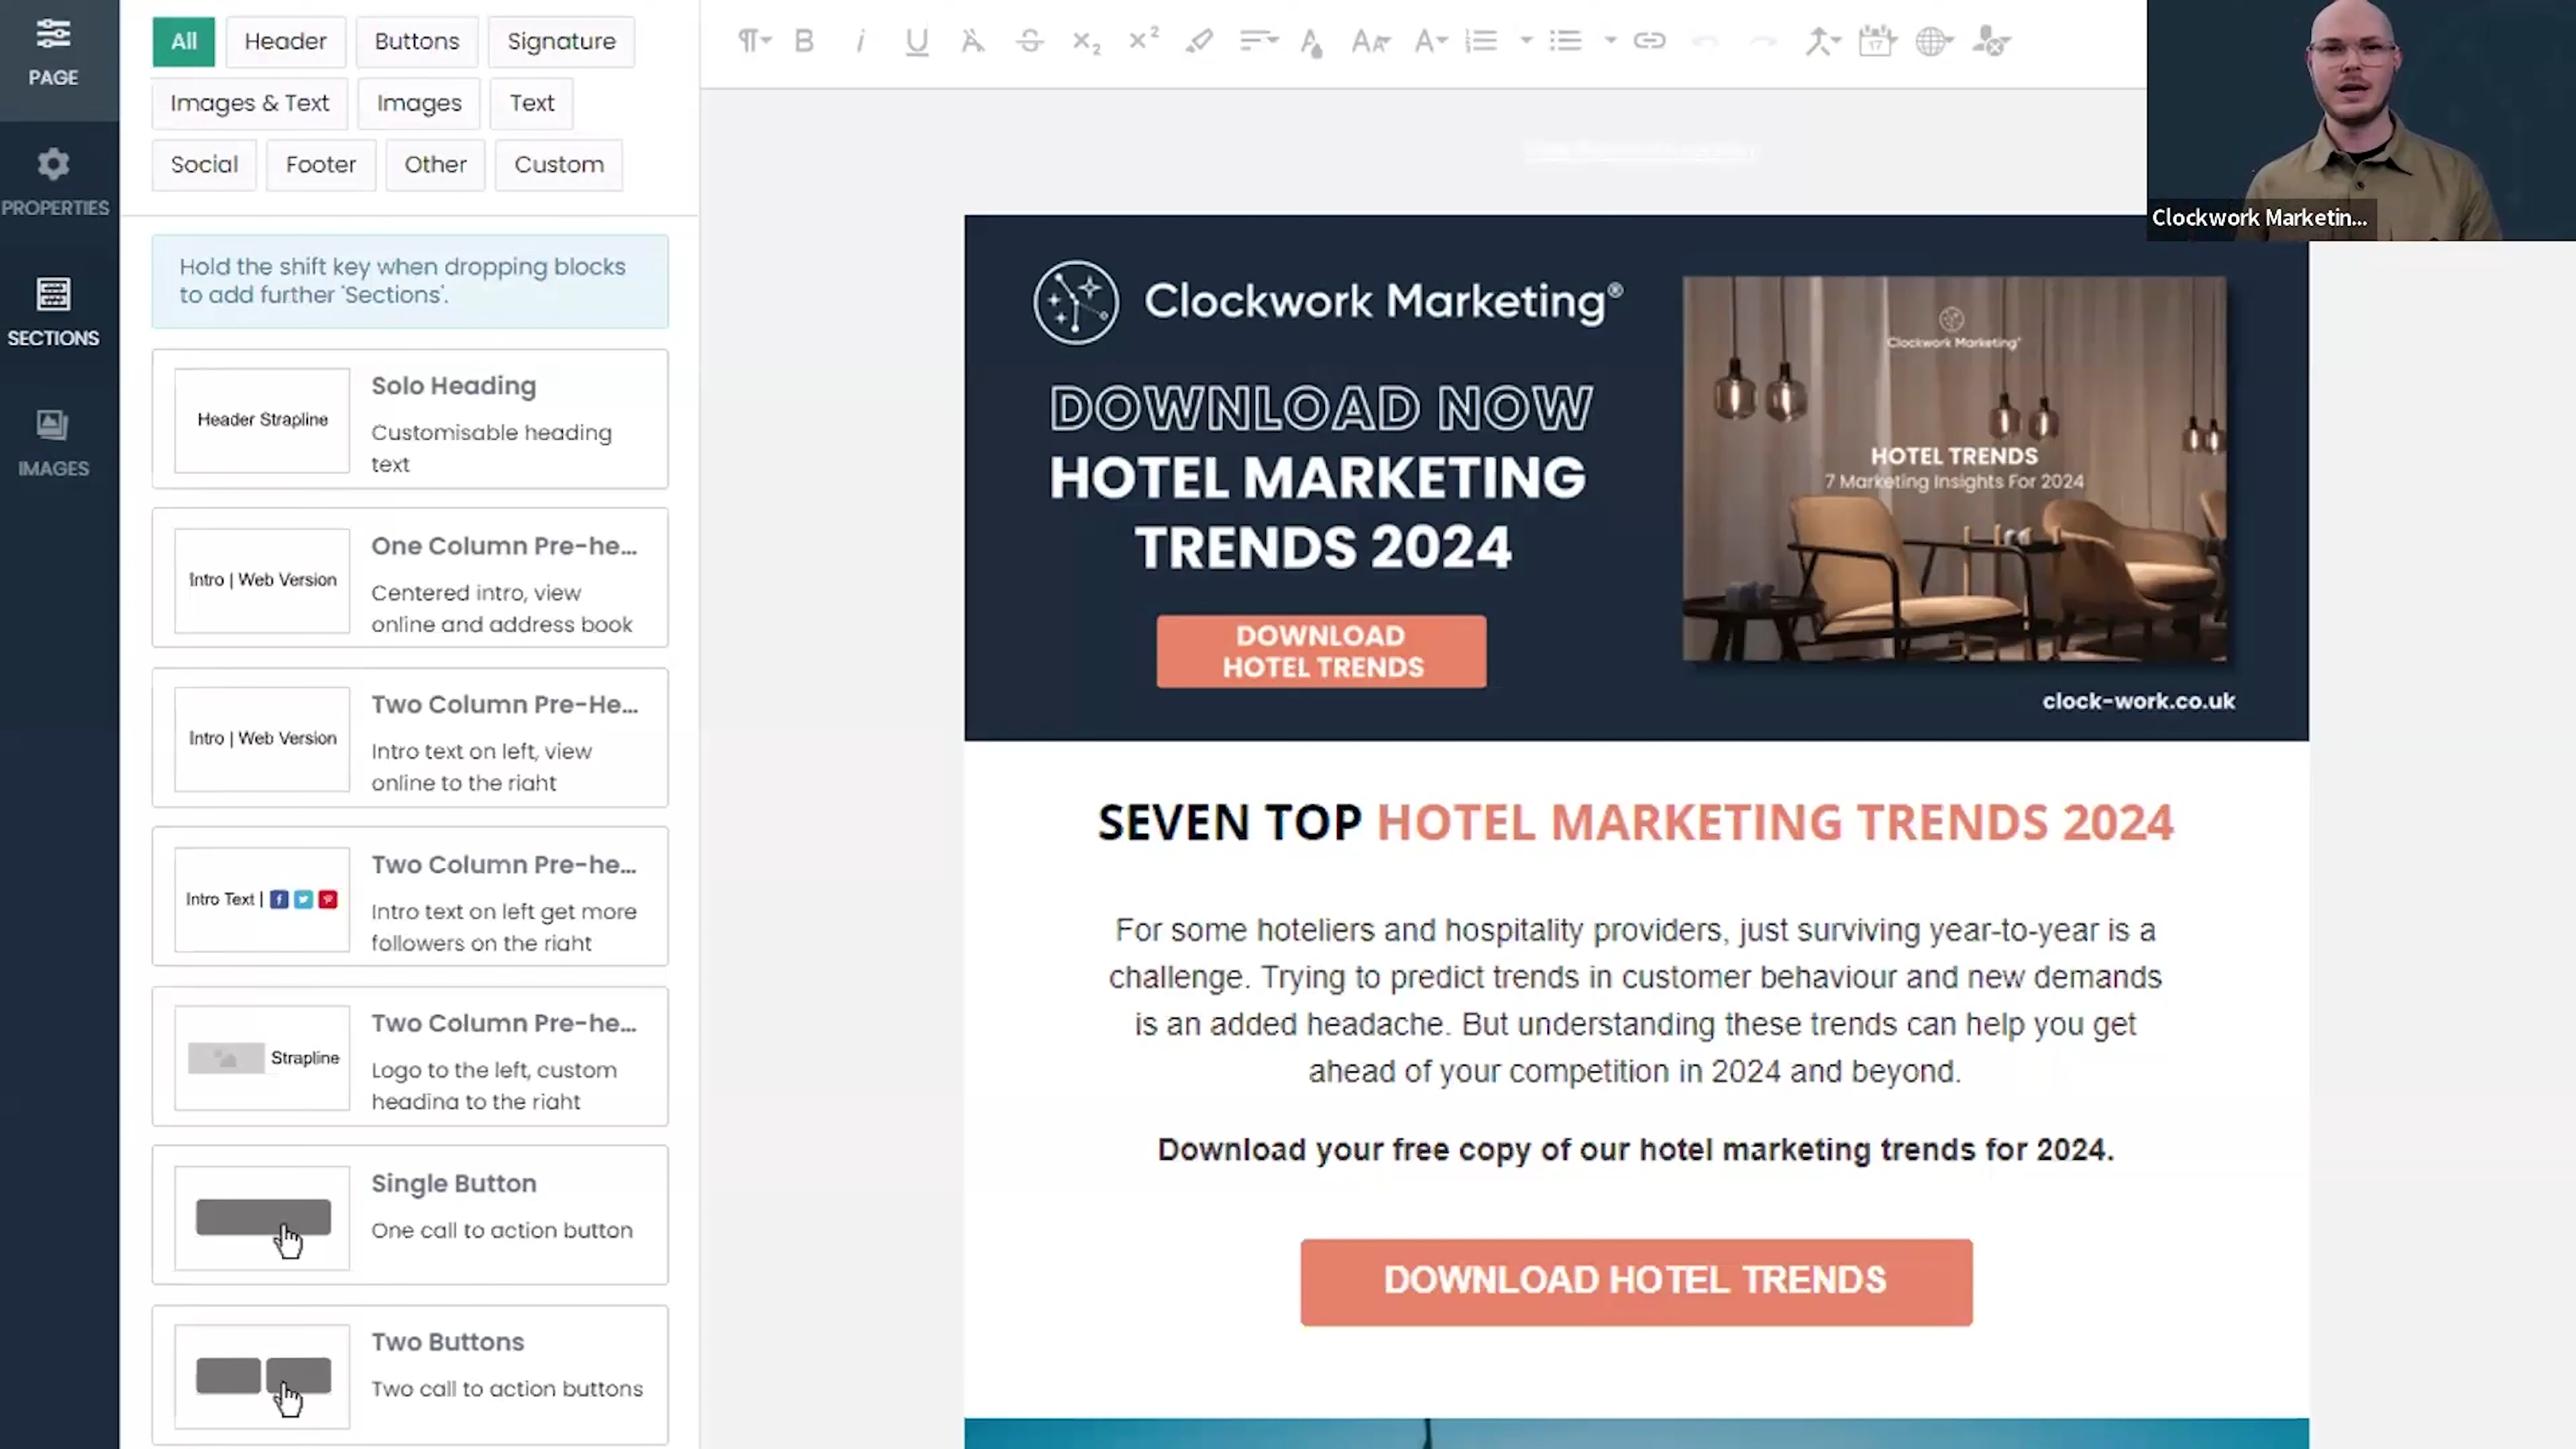 PAGE
PROPERTIES
SECTIONS
IMAGES
All
Header
Buttons
Signature
Images & Text
Images
Text
Social
Footer
Other
Custom
Hold the shift key when dropping blocks
to add further 'Sections'.
Header Strapline
Solo Heading
Customisable heading
text
Intro | Web Version
One Column Pre-he...
Centered intro, view
online and address book
Intro | Web Version
Two Column Pre-He...
Intro text on left, view
online to the right
Intro Text |
Two Column Pre-he...
Intro text on left get more
followers on the right
Strapline
Two Column Pre-he...
Logo to the left, custom
heading to the right
Single Button
One call to action button
Two Buttons
Two call to action buttons
Clockwork Marketin...
Clockwork Marketing®
DOWNLOAD NOW
HOTEL MARKETING
TRENDS 2024
DOWNLOAD
HOTEL TRENDS
Clockwork Marketing®
HOTEL TRENDS
7 Marketing Insights For 2024
clock-work.co.uk
SEVEN TOP HOTEL MARKETING TRENDS 2024
For some hoteliers and hospitality providers, just surviving year-to-year is a
challenge. Trying to predict trends in customer behaviour and new demands
is an added headache. But understanding these trends can help you get
ahead of your competition in 2024 and beyond.
Download your free copy of our hotel marketing trends for 2024.
DOWNLOAD HOTEL TRENDS